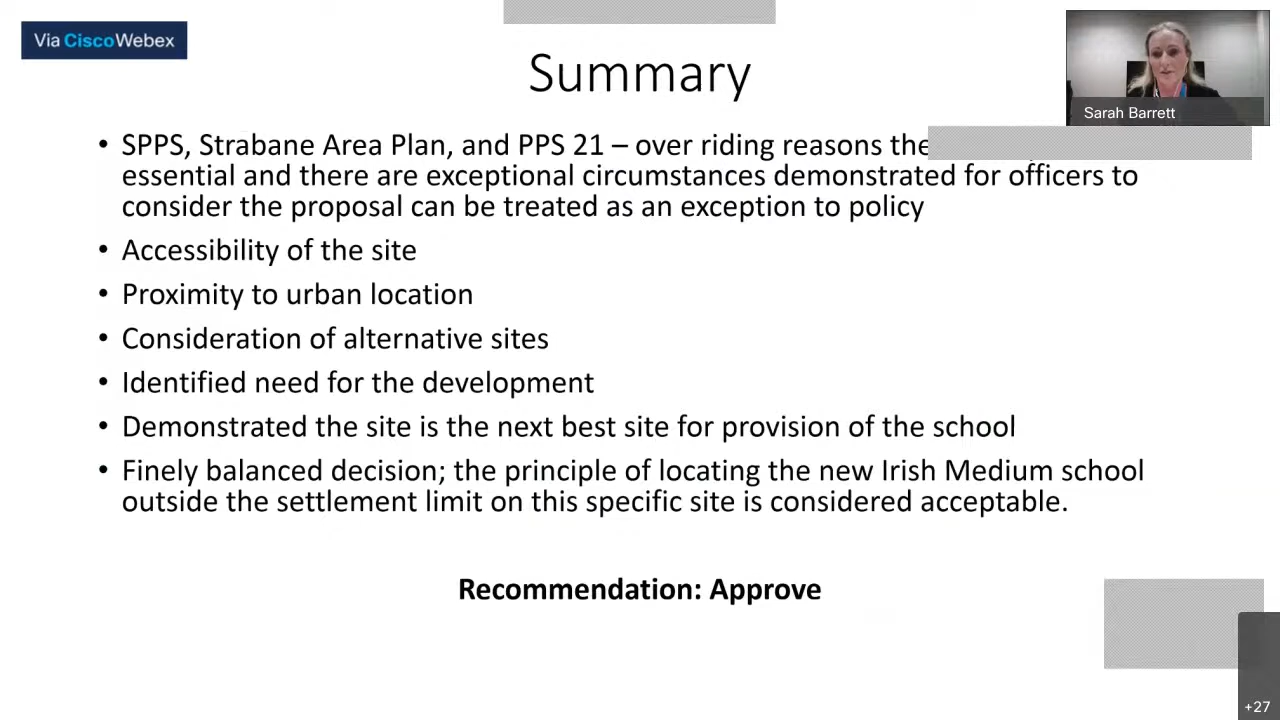 Via CiscoWebex
Summary
Sarah Barrett
• SPPS, Strabane Area Plan, and PPS 21 – over riding reasons the
essential and there are exceptional circumstances demonstrated for officers to
consider the proposal can be treated as an exception to policy
• Accessibility of the site
• Proximity to urban location
• Consideration of alternative sites
• Identified need for the development
• Demonstrated the site is the next best site for provision of the school
• Finely balanced decision; the principle of locating the new Irish Medium school
outside the settlement limit on this specific site is considered acceptable.
Recommendation: Approve
+27